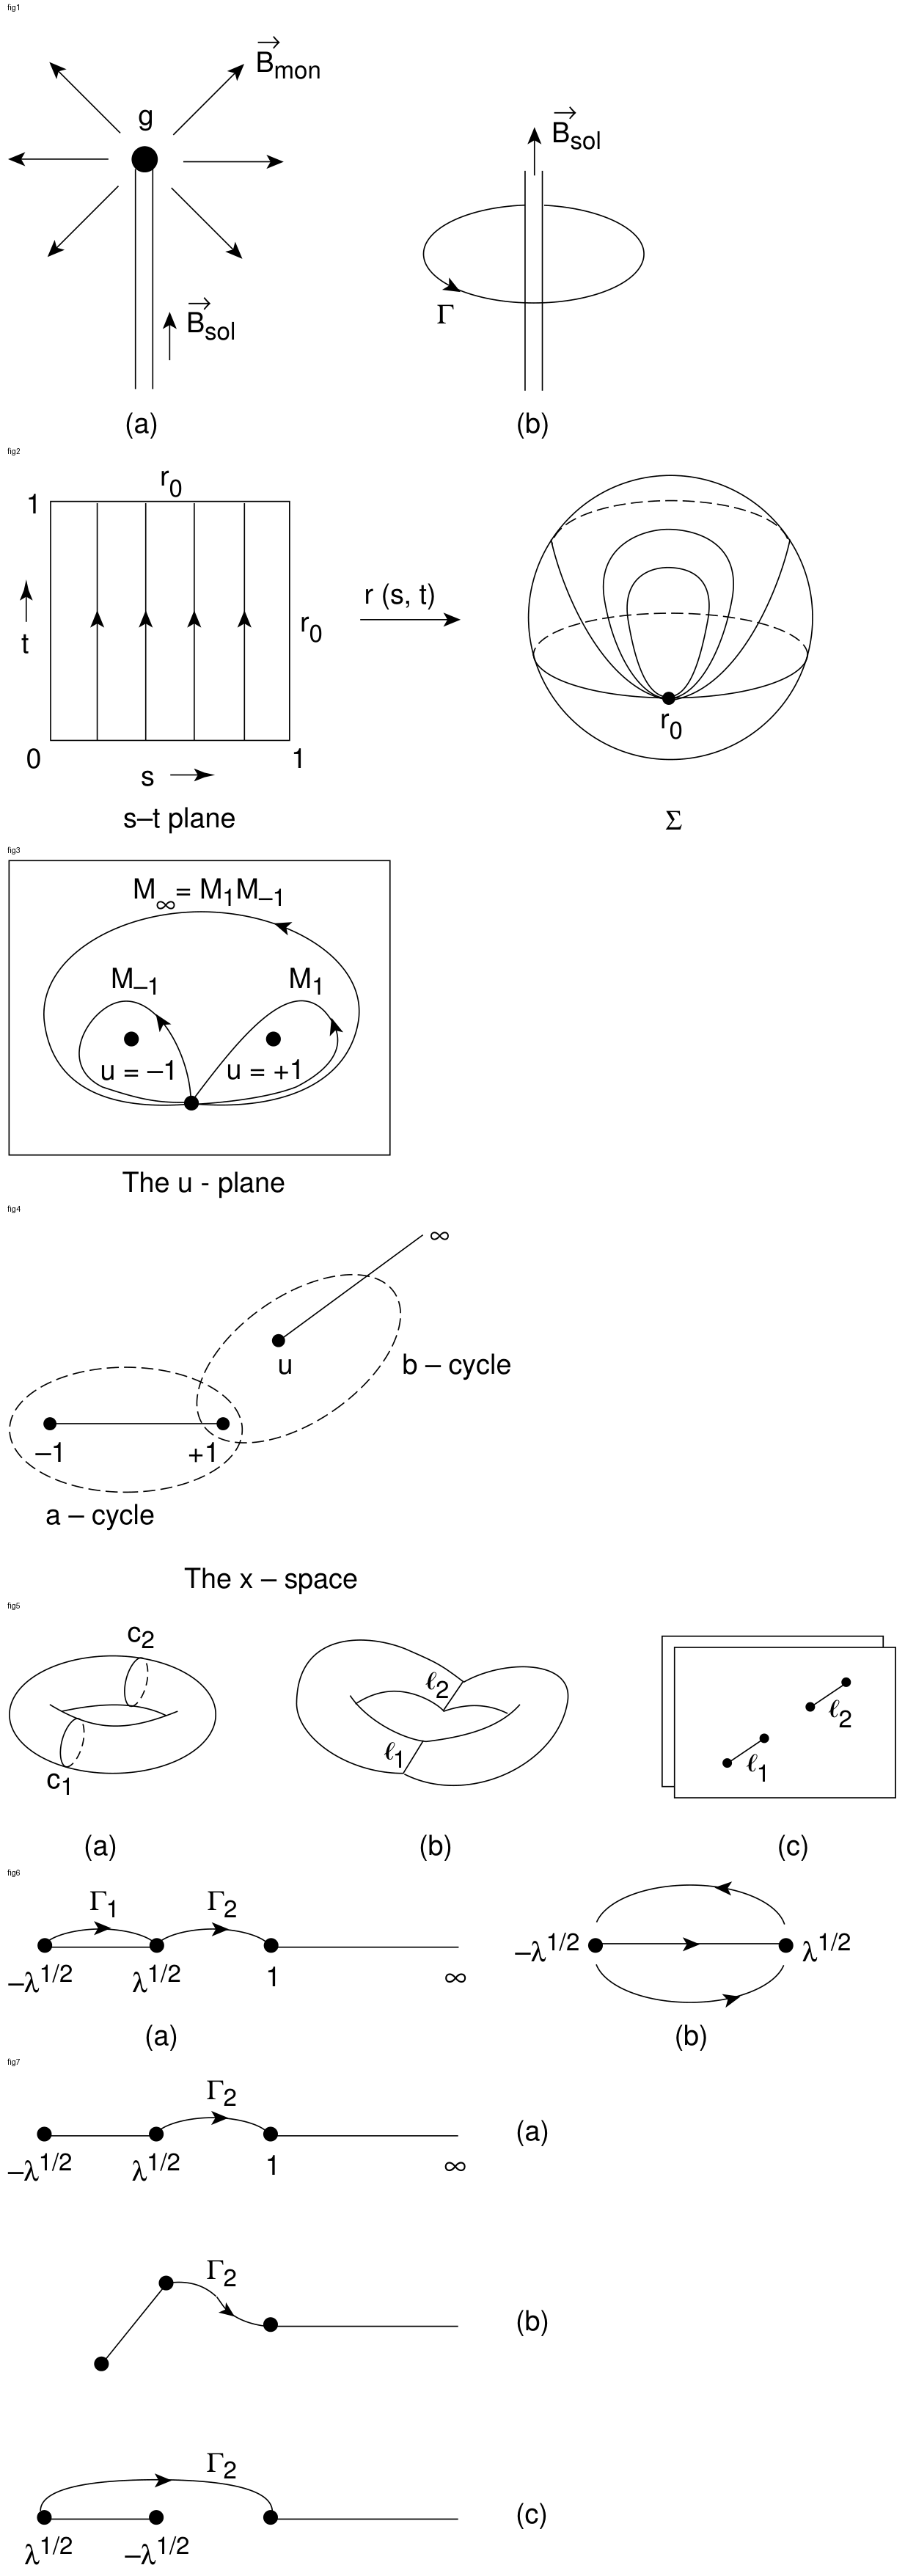 fig1
B⃗mon
g
B⃗sol
B⃗sol
Γ
(a) (b)
fig2
r0
1
r (s, t)
t
r0
r0
0 1
s
s–t plane
Σ
fig3
M∞= M1M–1
M–1 M1
u = –1 u = +1
The u - plane
fig4
∞
u
b – cycle
–1 +1
a – cycle
The x – space
fig5
c2
ℓ2
ℓ2
ℓ1
ℓ1
c1
(a) (b) (c)
fig6
Γ1 Γ2
–λ1/2 λ1/2
–λ1/2 λ1/2 1 ∞
(a) (b)
fig7
Γ2
(a)
–λ1/2 λ1/2 1 ∞
Γ2
(b)
Γ2
(c)
λ1/2 –λ1/2